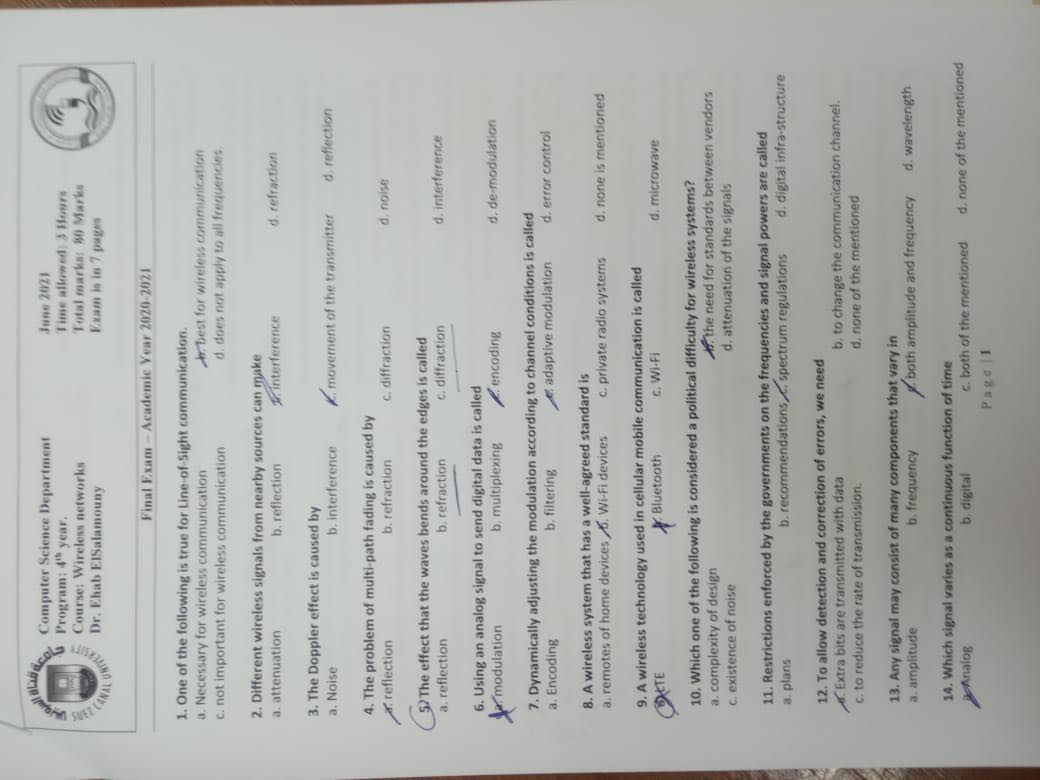 جامعة قناة السويس
SUEZ CANAL UNIVERSITY
Computer Science Department
Program: 4th year.
Course: Wireless networks
Dr. Ehab ElSalamouny
June 2021
Time allowed: 3 Hours
Total marks: 80 Marks
Exam is in 7 pages
Final Exam – Academic Year 2020-2021
1. One of the following is true for Line-of-Sight communication.
a. Necessary for wireless communication b. best for wireless communication
c. not important for wireless communication d. does not apply to all frequencies.
2. Different wireless signals from nearby sources can make
a. attenuation b. reflection c. interference d. refraction
3. The Doppler effect is caused by
a. Noise b. interference c. movement of the transmitter d. reflection
4. The problem of multi-path fading is caused by
a. reflection b. refraction c. diffraction d. noise
5. The effect that the waves bends around the edges is called
a. reflection b. refraction c. diffraction d. interference
6. Using an analog signal to send digital data is called
a. modulation b. multiplexing c. encoding d. de-modulation
7. Dynamically adjusting the modulation according to channel conditions is called
a. Encoding b. filtering c. adaptive modulation d. error control
8. A wireless system that has a well-agreed standard is
a. remotes of home devices b. Wi-Fi devices c. private radio systems d. none is mentioned
9. A wireless technology used in cellular mobile communication is called
a. LTE b. Bluetooth c. Wi-Fi d. microwave
10. Which one of the following is considered a political difficulty for wireless systems?
a. complexity of design b. the need for standards between vendors
c. existence of noise d. attenuation of the signals
11. Restrictions enforced by the governments on the frequencies and signal powers are called
a. plans b. recommendations c. spectrum regulations d. digital infra-structure
12. To allow detection and correction of errors, we need
a. Extra bits are transmitted with data b. to change the communication channel.
c. to reduce the rate of transmission. d. none of the mentioned
13. Any signal may consist of many components that vary in
a. amplitude b. frequency c. both amplitude and frequency d. wavelength
14. Which signal varies as a continuous function of time
a. Analog b. digital c. both of the mentioned d. none of the mentioned
Page | 1